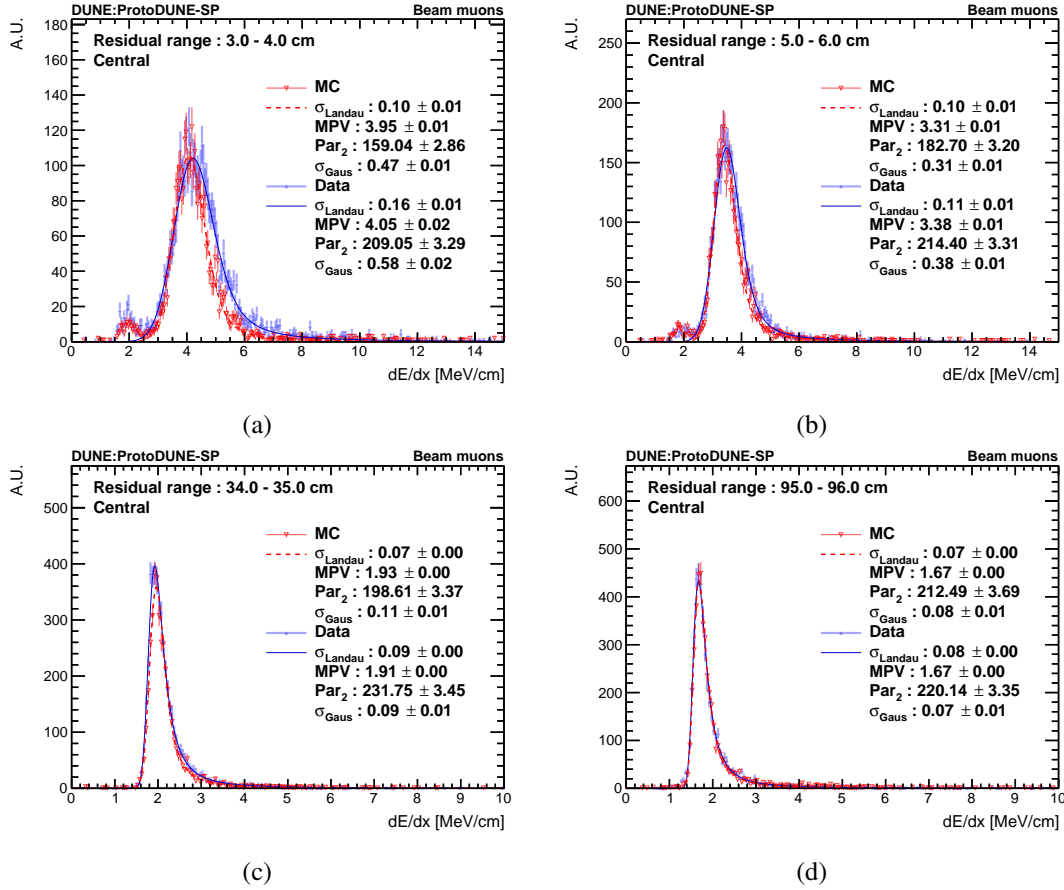 DUNE:ProtoDUNE-SP Beam muons
A.U.
Residual range : 3.0 - 4.0 cm
Central
MC
σLandau : 0.10 ± 0.01
MPV : 3.95 ± 0.01
Par2 : 159.04 ± 2.86
σGaus : 0.47 ± 0.01
Data
σLandau : 0.16 ± 0.01
MPV : 4.05 ± 0.02
Par2 : 209.05 ± 3.29
σGaus : 0.58 ± 0.02
140
120
100
80
60
40
20
0
0 2 4 6 8 10 12 14
dE/dx [MeV/cm]
(a)
DUNE:ProtoDUNE-SP Beam muons
A.U.
Residual range : 5.0 - 6.0 cm
Central
MC
σLandau : 0.10 ± 0.01
MPV : 3.31 ± 0.01
Par2 : 182.70 ± 3.20
σGaus : 0.31 ± 0.01
Data
σLandau : 0.11 ± 0.01
MPV : 3.38 ± 0.01
Par2 : 214.40 ± 3.31
σGaus : 0.38 ± 0.01
250
200
150
100
50
0
0 2 4 6 8 10 12 14
dE/dx [MeV/cm]
(b)
DUNE:ProtoDUNE-SP Beam muons
A.U.
Residual range : 34.0 - 35.0 cm
Central
MC
σLandau : 0.07 ± 0.00
MPV : 1.93 ± 0.00
Par2 : 198.61 ± 3.37
σGaus : 0.11 ± 0.01
Data
σLandau : 0.09 ± 0.00
MPV : 1.91 ± 0.00
Par2 : 231.75 ± 3.45
σGaus : 0.09 ± 0.01
500
400
300
200
100
0
0 1 2 3 4 5 6 7 8 9 10
dE/dx [MeV/cm]
(c)
DUNE:ProtoDUNE-SP Beam muons
A.U.
Residual range : 95.0 - 96.0 cm
Central
MC
σLandau : 0.07 ± 0.00
MPV : 1.67 ± 0.00
Par2 : 212.49 ± 3.69
σGaus : 0.08 ± 0.01
Data
σLandau : 0.08 ± 0.00
MPV : 1.67 ± 0.00
Par2 : 220.14 ± 3.35
σGaus : 0.07 ± 0.01
600
500
400
300
200
100
0
0 1 2 3 4 5 6 7 8 9 10
dE/dx [MeV/cm]
(d)